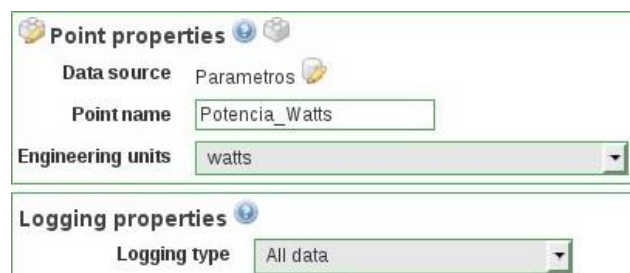 Point properties
Data source Parametros
Point name Potencia_Watts
Engineering units watts
Logging properties
Logging type All data